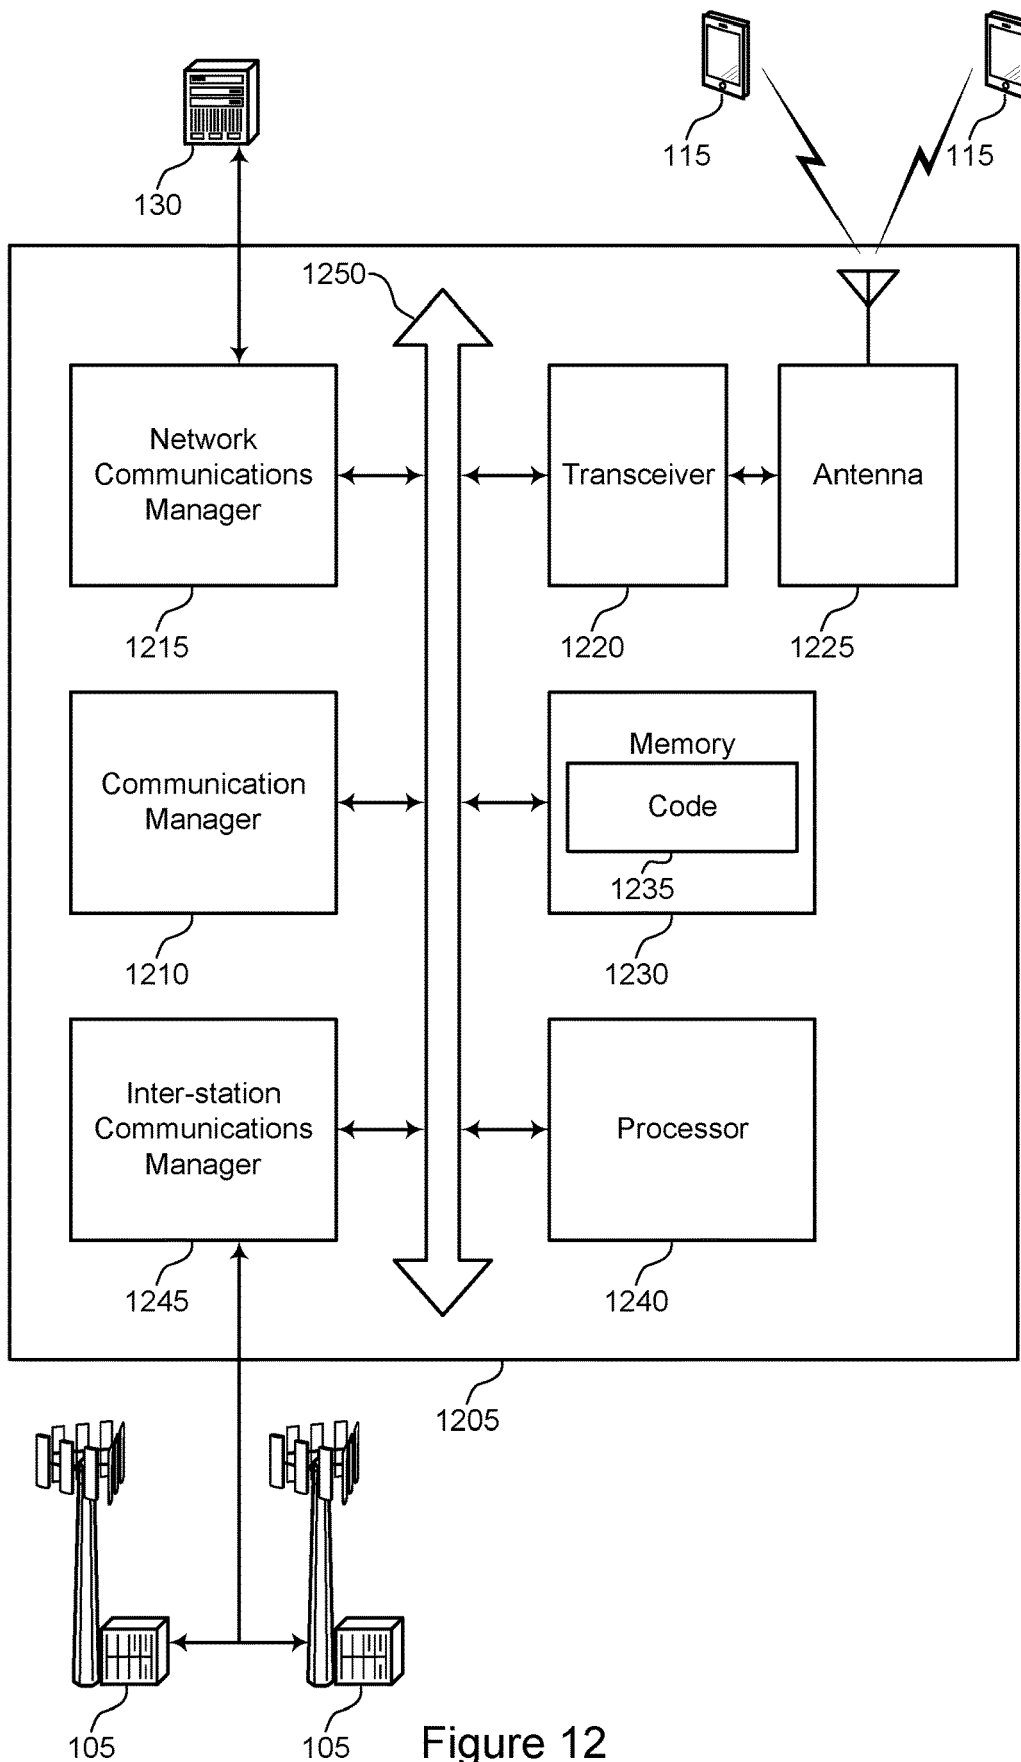 130
115
115
1250
Network
Communications
Manager
Transceiver
Antenna
1215
1220
1225
Communication
Manager
Memory
Code
1235
1210
1230
Inter-station
Communications
Manager
Processor
1245
1240
1205
105
105
Figure 12